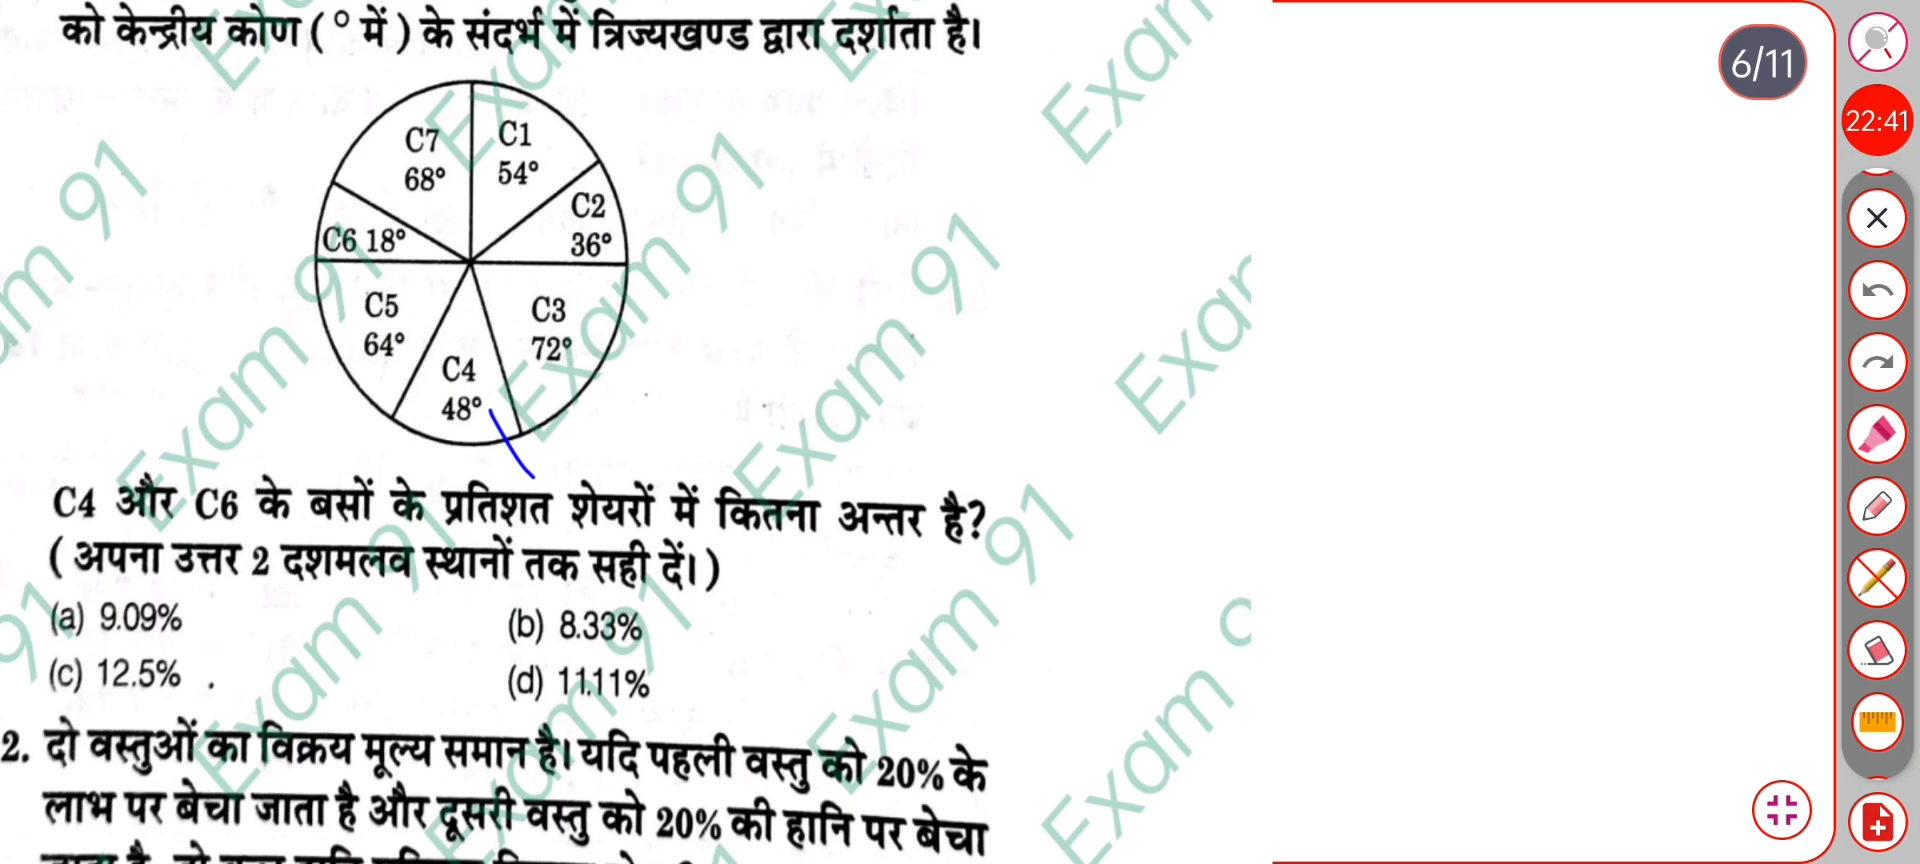 को केन्द्रीय कोण ( ° में ) के संदर्भ में त्रिज्यखण्ड द्वारा दर्शाता है।
6/11
22:41
C7
68°
C1
54°
C2
36°
C6 18°
C5
64°
C3
72°
C4
48°
C4 और C6 के बसों के प्रतिशत शेयरों में कितना अन्तर है?
( अपना उत्तर 2 दशमलव स्थानों तक सही दें। )
(a) 9.09%
(b) 8.33%
(c) 12.5%
(d) 11.11%
2. दो वस्तुओं का विक्रय मूल्य समान है। यदि पहली वस्तु को 20% के
लाभ पर बेचा जाता है और दूसरी वस्तु को 20% की हानि पर बेचा
Exam 91